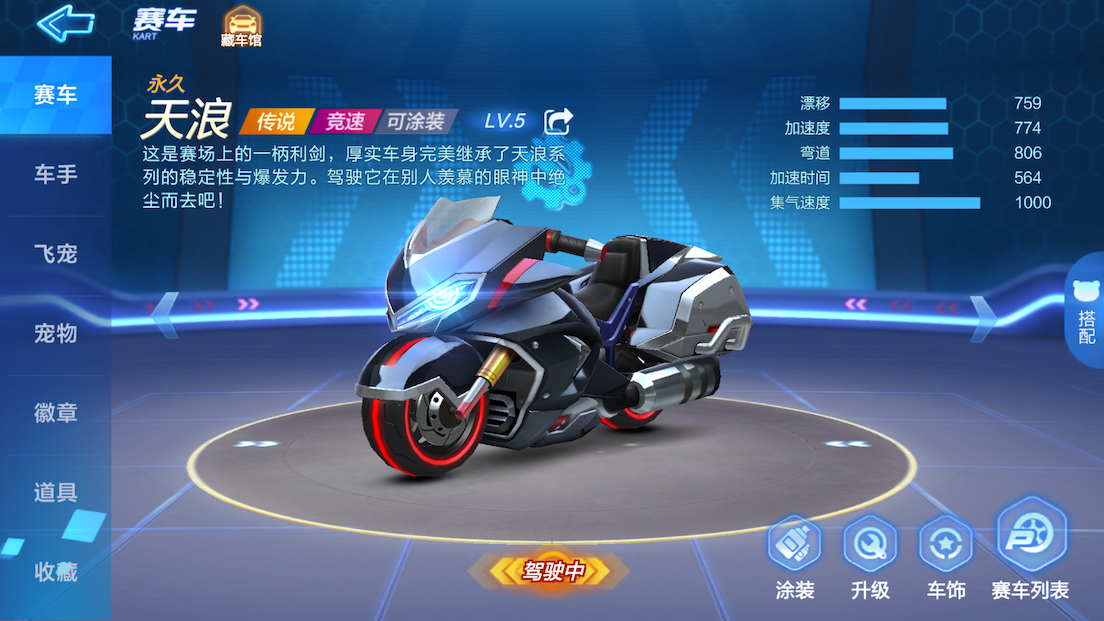 赛车
KART
藏车馆
赛车
车手
飞宠
宠物
徽章
道具
收藏
永久
天浪
传说 竞速 可涂装 LV.5
这是赛场上的一柄利剑，厚实车身完美继承了天浪系
列的稳定性与爆发力。驾驶它在别人羡慕的眼神中绝
尘而去吧！
漂移 759
加速度 774
弯道 806
加速时间 564
集气速度 1000
搭配
驾驶中
涂装
升级
车饰
赛车列表